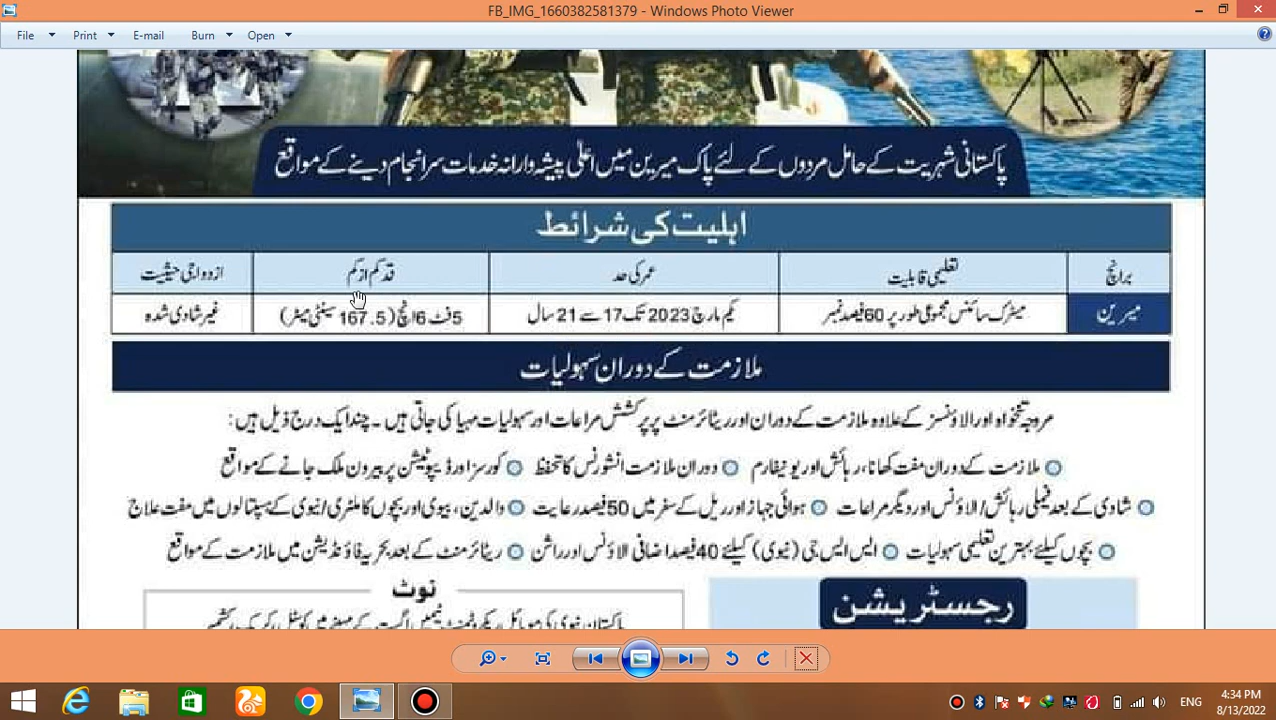 FB_IMG_1660382581379 - Windows Photo Viewer
File Print E-mail Burn Open
پاکستانی شہریت کے حامل مردوں کے لئے پاک میرین میں اعلیٰ پیشہ وارانہ خدمات سرانجام دینے کے مواقع
اہلیت کی شرائط
برانچ تعلیمی قابلیت عمر کی حد قد کم از کم ازدواجی حیثیت
میرین میٹرک سائنس مجموعی طور پر 60 فیصد نمبر یکم مارچ 2023 تک 17 سے 21 سال 5 فٹ 6 انچ (167.5 سینٹی میٹر) غیر شادی شدہ
ملازمت کے دوران سہولیات
مروجہ تنخواہ اور الاؤنسز کے علاوہ ملازمت کے دوران اور ریٹائرمنٹ پر پرکشش مراعات اور سہولیات مہیا کی جاتی ہیں۔ چند ایک درج ذیل ہیں:
ملازمت کے دوران مفت کھانا، رہائش اور یونیفارم دوران ملازمت انشورنس کا تحفظ کورسز اور ڈیپوٹیشن پر بیرون ملک جانے کے مواقع
شادی کے بعد فیملی رہائش/الاؤنس اور دیگر مراعات ہوائی جہاز اور ریل کے سفر میں 50 فیصد رعایت والدین، بیوی اور بچوں کا ملٹری/نیوی کے ہسپتالوں میں مفت علاج
بچوں کیلئے بہترین تعلیمی سہولیات ایس ایس جی (نیوی) کیلئے 40 فیصد اضافی الاؤنس اور راشن ریٹائرمنٹ کے بعد بحریہ فاؤنڈیشن میں ملازمت کے مواقع
رجسٹریشن
نوٹ
ENG
4:34 PM
8/13/2022